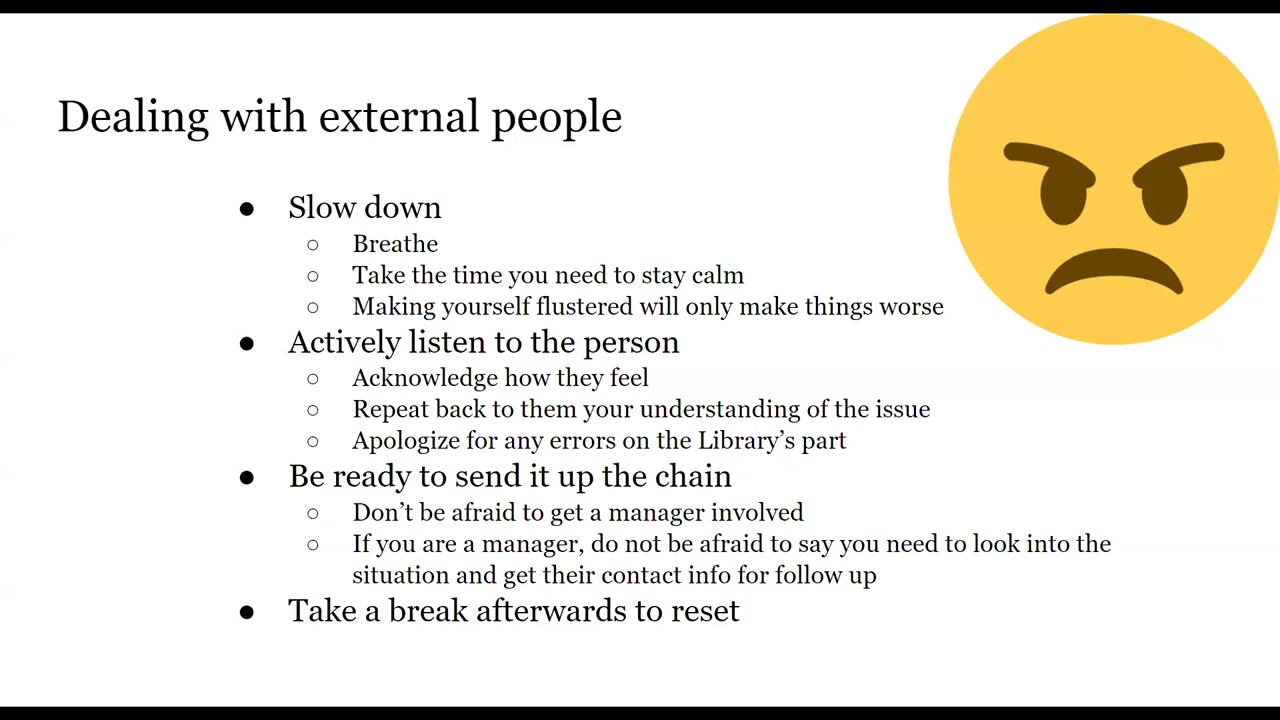 Dealing with external people
● Slow down
○ Breathe
○ Take the time you need to stay calm
○ Making yourself flustered will only make things worse
● Actively listen to the person
○ Acknowledge how they feel
○ Repeat back to them your understanding of the issue
○ Apologize for any errors on the Library’s part
● Be ready to send it up the chain
○ Don’t be afraid to get a manager involved
○ If you are a manager, do not be afraid to say you need to look into the
situation and get their contact info for follow up
● Take a break afterwards to reset